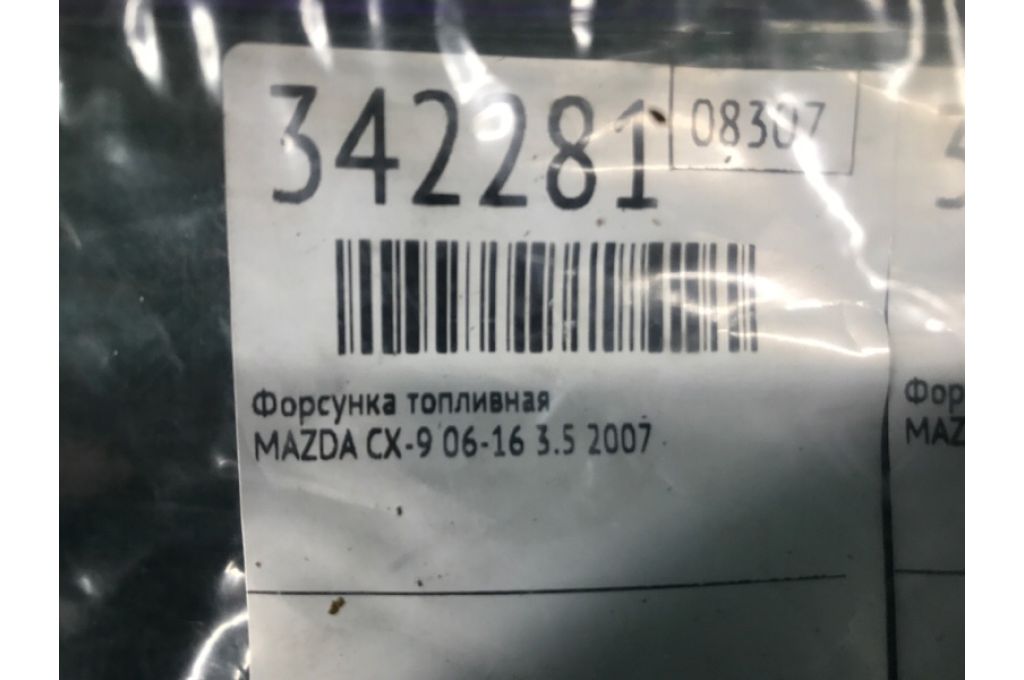 342281
08307
Форсунка топливная
MAZDA CX-9 06-16 3.5 2007